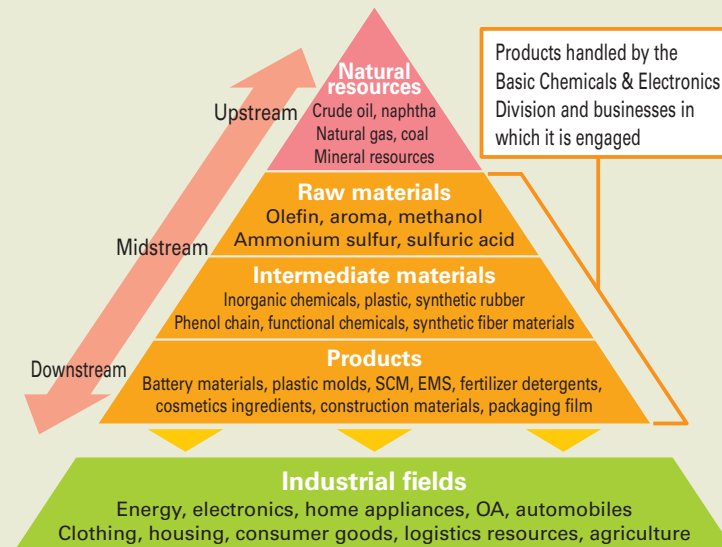 Natural
resources
Crude oil, naphtha
Natural gas, coal
Mineral resources
Products handled by the
Basic Chemicals & Electronics
Division and businesses in
which it is engaged
Upstream
Raw materials
Olefin, aroma, methanol
Ammonium sulfur, sulfuric acid
Midstream
Intermediate materials
Inorganic chemicals, plastic, synthetic rubber
Phenol chain, functional chemicals, synthetic fiber materials
Downstream
Products
Battery materials, plastic molds, SCM, EMS, fertilizer detergents,
cosmetics ingredients, construction materials, packaging film
Industrial fields
Energy, electronics, home appliances, OA, automobiles
Clothing, housing, consumer goods, logistics resources, agriculture